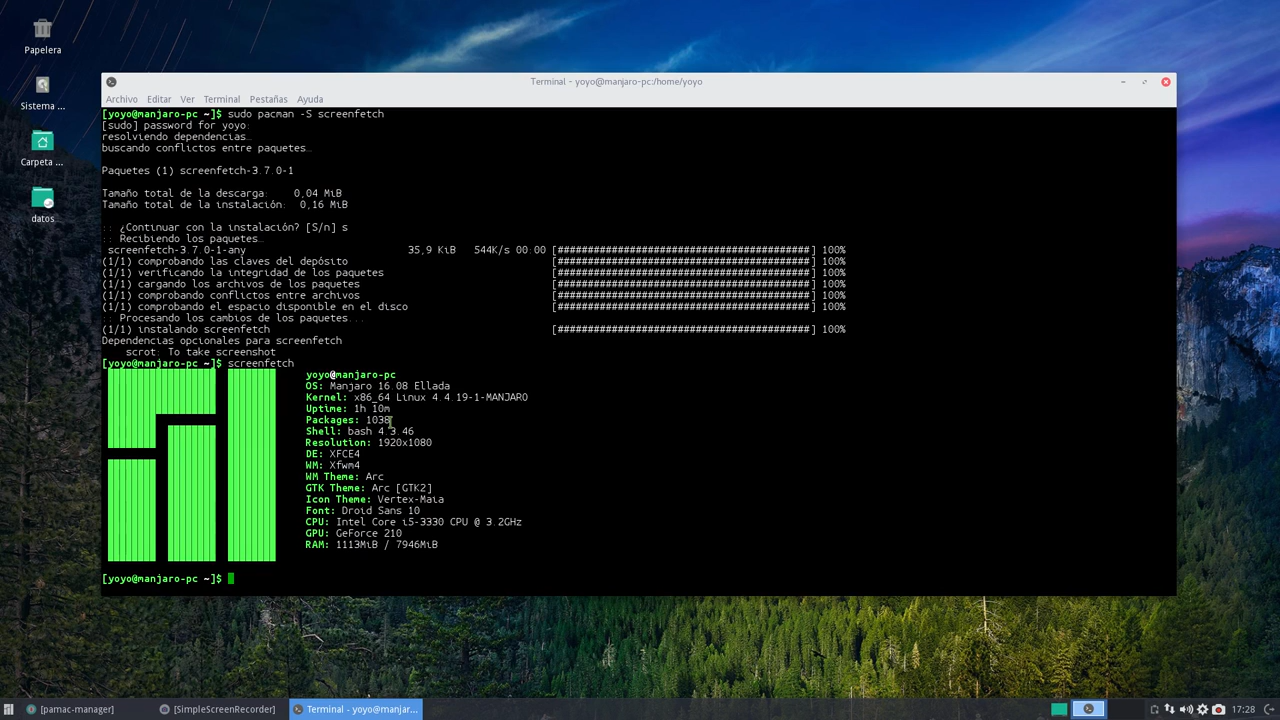 Papelera
Sistema ...
Carpeta ...
datos
Terminal - yoyo@manjaro-pc:/home/yoyo
Archivo Editar Ver Terminal Pestañas Ayuda
[yoyo@manjaro-pc ~]$ sudo pacman -S screenfetch
[sudo] password for yoyo:
resolviendo dependencias...
buscando conflictos entre paquetes...
Paquetes (1) screenfetch-3.7.0-1
Tamaño total de la descarga: 0,04 MiB
Tamaño total de la instalación: 0,16 MiB
:: ¿Continuar con la instalación? [S/n] s
:: Recibiendo los paquetes...
screenfetch-3.7.0-1-any 35,9 KiB 544K/s 00:00 [##########################################] 100%
(1/1) comprobando las claves del depósito [##########################################] 100%
(1/1) verificando la integridad de los paquetes [##########################################] 100%
(1/1) cargando los archivos de los paquetes [##########################################] 100%
(1/1) comprobando conflictos entre archivos [##########################################] 100%
(1/1) comprobando el espacio disponible en el disco [##########################################] 100%
:: Procesando los cambios de los paquetes...
(1/1) instalando screenfetch [##########################################] 100%
Dependencias opcionales para screenfetch
scrot: To take screenshot
[yoyo@manjaro-pc ~]$ screenfetch
yoyo@manjaro-pc
OS: Manjaro 16.08 Ellada
Kernel: x86_64 Linux 4.4.19-1-MANJARO
Uptime: 1h 10m
Packages: 1038
Shell: bash 4.3.46
Resolution: 1920x1080
DE: XFCE4
WM: Xfwm4
WM Theme: Arc
GTK Theme: Arc [GTK2]
Icon Theme: Vertex-Maia
Font: Droid Sans 10
CPU: Intel Core i5-3330 CPU @ 3.2GHz
GPU: GeForce 210
RAM: 1113MiB / 7946MiB
[yoyo@manjaro-pc ~]$
[pamac-manager] [SimpleScreenRecorder] Terminal - yoyo@manjar... 17:28